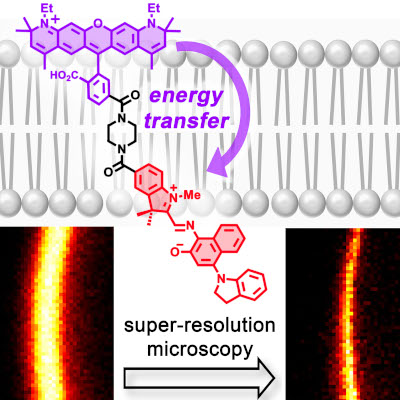 Et
N
+
O
Et
N
HO₂C
O
N
N
O
energy
transfer
+
N-Me
N
O⁻
N
super-resolution
microscopy